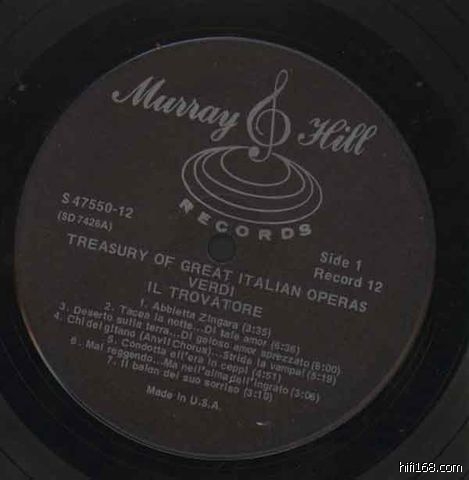 Murray Hill
RECORDS
S 47550-12
(SD 7426A)
Side 1
Record 12
TREASURY OF GREAT ITALIAN OPERAS
VERDI
IL TROVATORE
1. Abbietta Zingara (3:35)
2. Tacea la notte...Di tale amor (6:36)
3. Deserto sulla terra...Di geloso amor sprezzato (6:00)
4. Chi del gitano (Anvil Chorus)...Stride la vampa! (5:19)
5. Condotta ell'era in ceppi (4:51)
6. Mal reggendo...Ma nell'alma dell'ingrato (3:06)
7. Il balen del suo sorriso (3:10)
Made in U.S.A.
hifi168.com